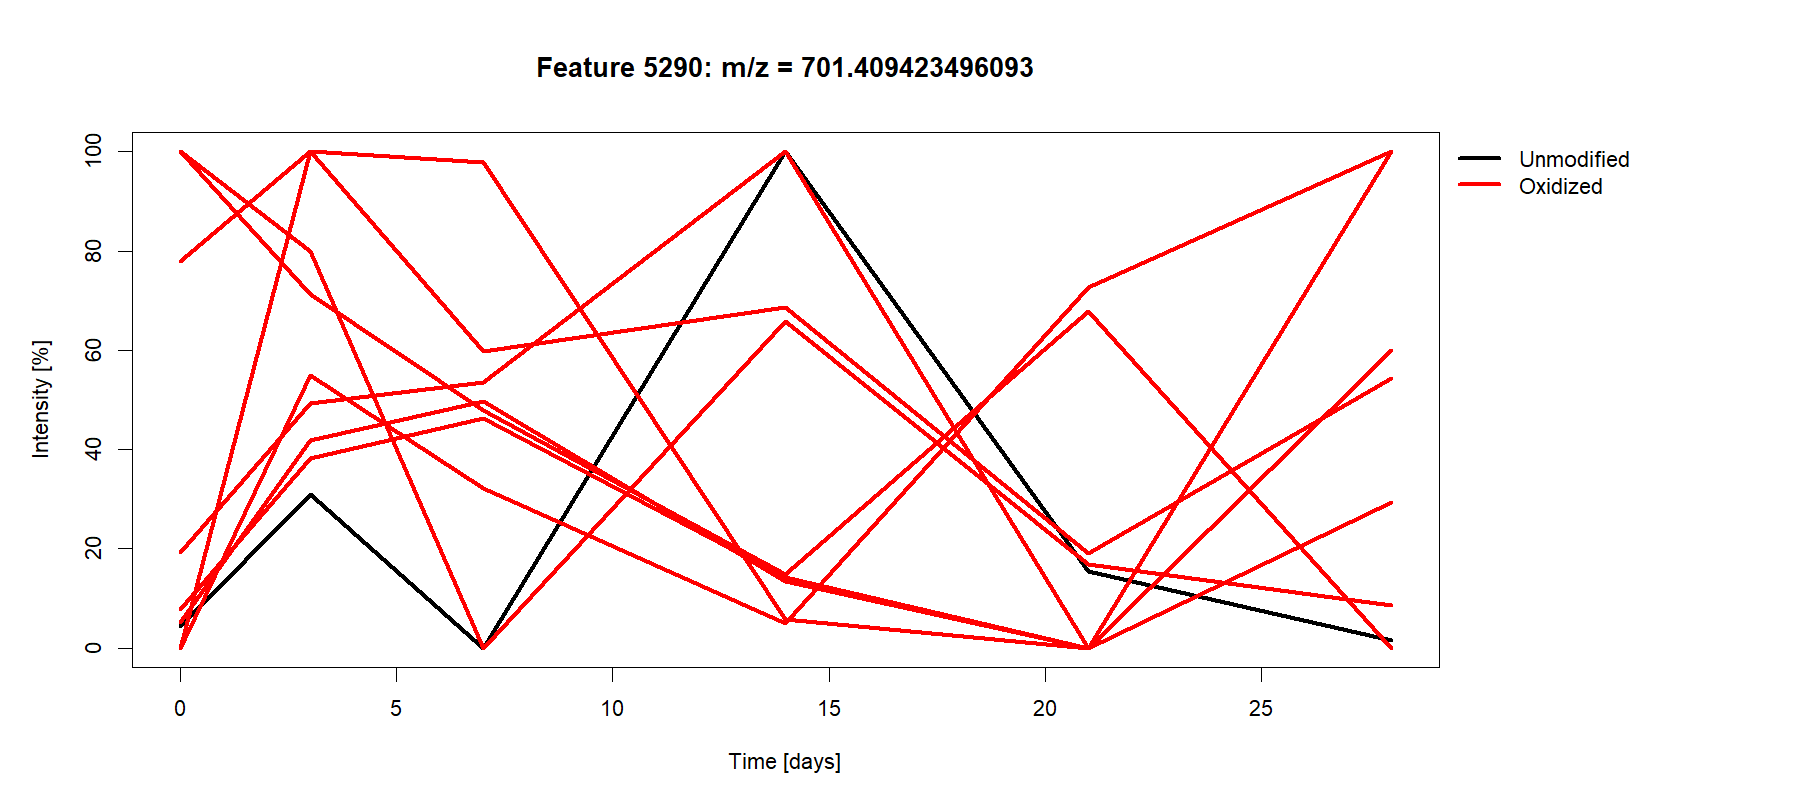 Feature 5290: m/z = 701.409423496093
Unmodified
Oxidized
100
80
60
40
20
0
Intensity [%]
0 5 10 15 20 25
Time [days]